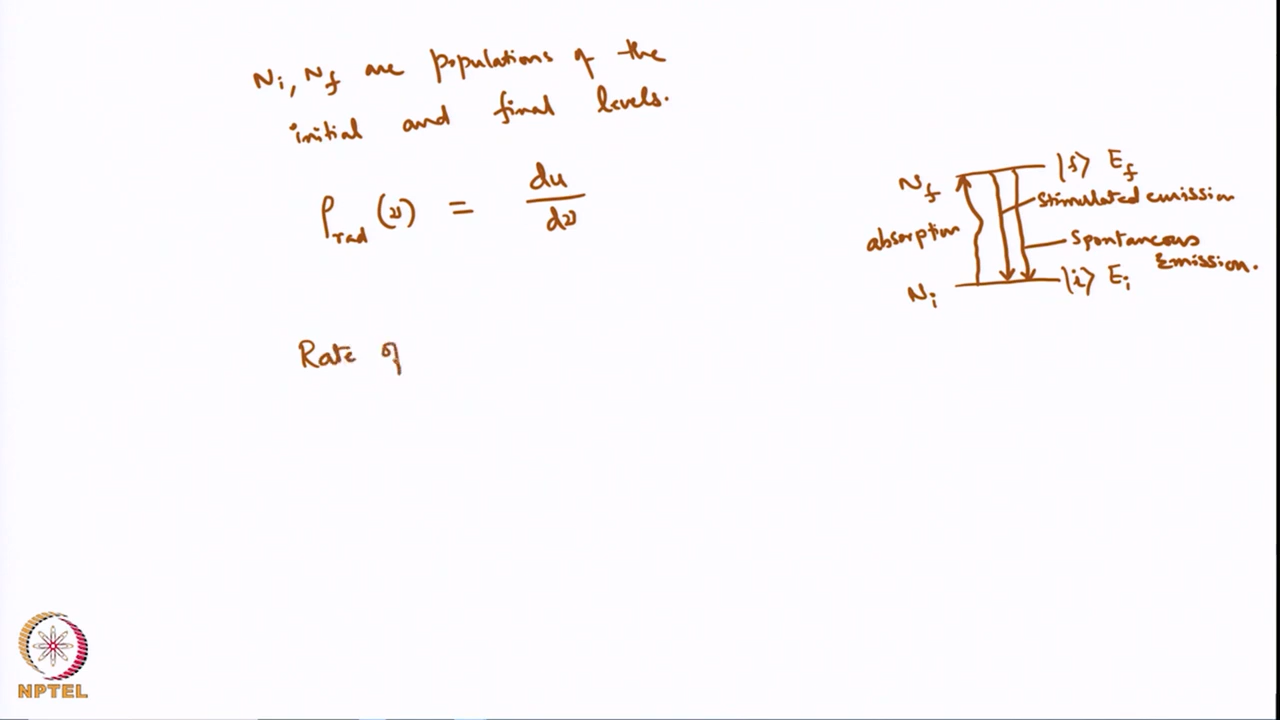 Ni, Nf are populations of the
initial and final levels.
ρrad (ν) = du/dν
Rate of
Nf |f> Ef
Stimulated emission
absorption
Spontaneous
Emission.
Ni |i> Ei
NPTEL